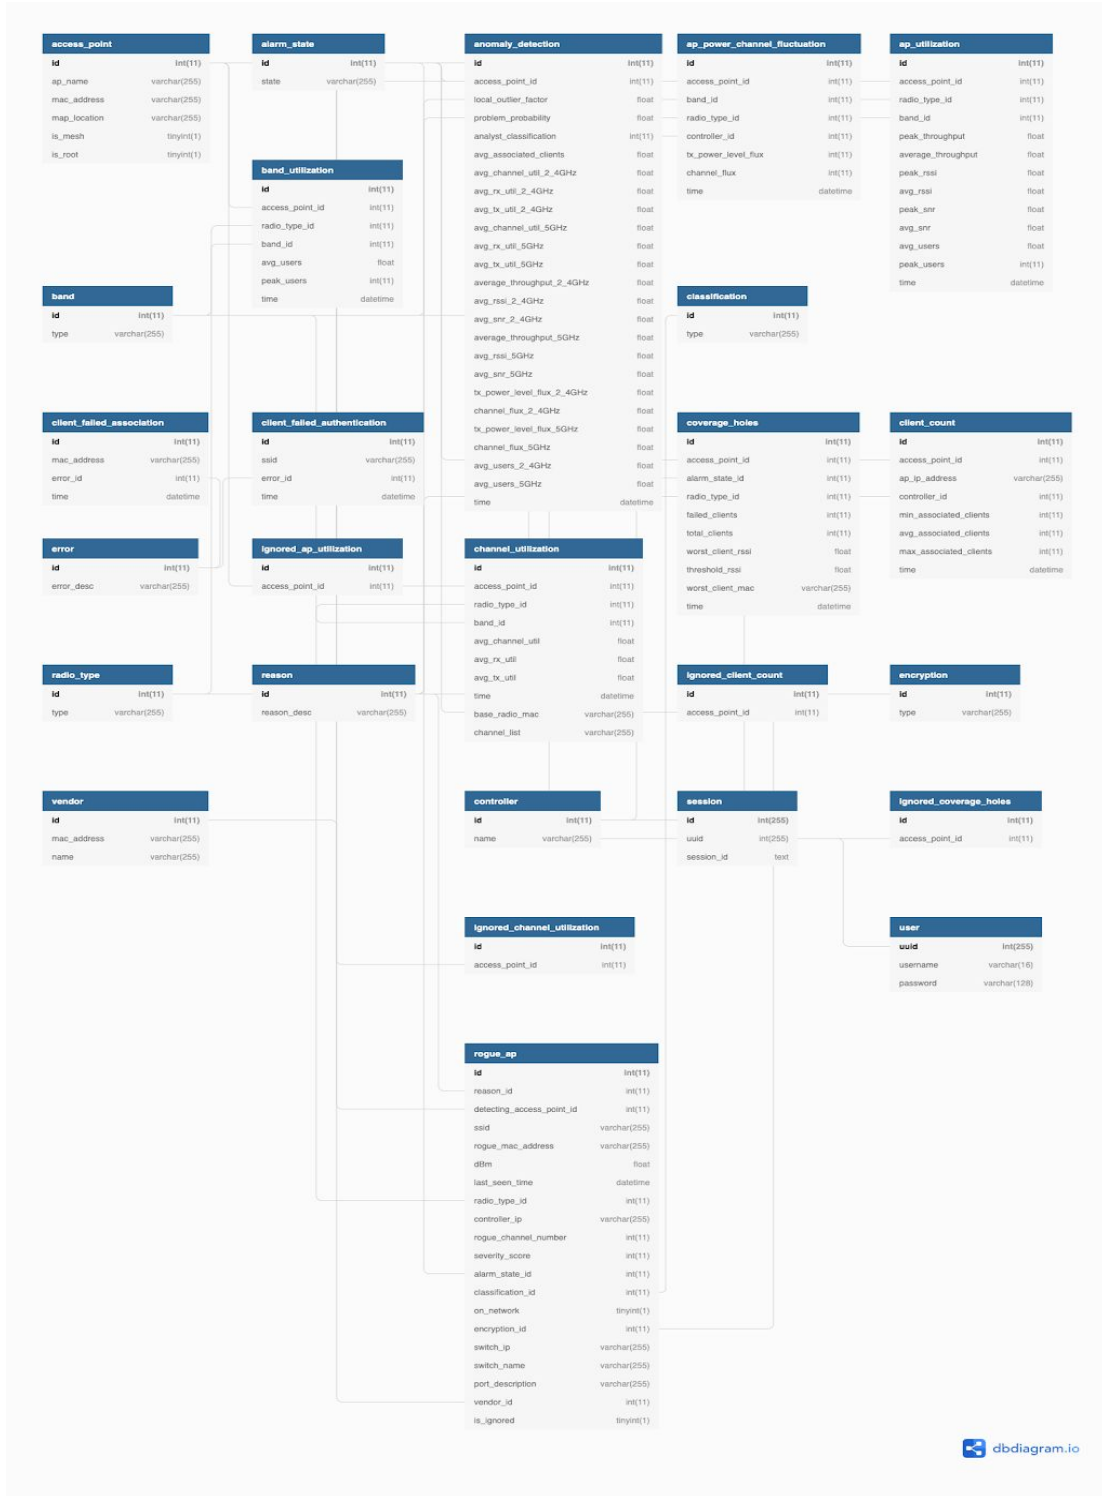 access_point
id int(11)
ap_name varchar(255)
mac_address varchar(255)
map_location varchar(255)
is_mesh tinyint(1)
is_root tinyint(1)
alarm_state
id int(11)
state varchar(255)
anomaly_detection
id int(11)
access_point_id int(11)
local_outlier_factor float
problem_probability float
analyst_classification int(11)
avg_associated_clients float
avg_channel_util_2_4GHz float
avg_rx_util_2_4GHz float
avg_tx_util_2_4GHz float
avg_channel_util_5GHz float
avg_rx_util_5GHz float
avg_tx_util_5GHz float
average_throughput_2_4GHz float
avg_rssi_2_4GHz float
avg_snr_2_4GHz float
average_throughput_5GHz float
avg_rssi_5GHz float
avg_snr_5GHz float
tx_power_level_flux_2_4GHz float
channel_flux_2_4GHz float
tx_power_level_flux_5GHz float
channel_flux_5GHz float
avg_users_2_4GHz float
avg_users_5GHz float
time datetime
ap_power_channel_fluctuation
id int(11)
access_point_id int(11)
band_id int(11)
radio_type_id int(11)
controller_id int(11)
tx_power_level_flux int(11)
channel_flux int(11)
time datetime
ap_utilization
id int(11)
access_point_id int(11)
radio_type_id int(11)
band_id int(11)
peak_throughput float
average_throughput float
peak_rssi float
avg_rssi float
peak_snr float
avg_snr float
avg_users float
peak_users int(11)
time datetime
band_utilization
id int(11)
access_point_id int(11)
radio_type_id int(11)
band_id int(11)
avg_users float
peak_users int(11)
time datetime
band
id int(11)
type varchar(255)
classification
id int(11)
type varchar(255)
client_failed_association
id int(11)
mac_address varchar(255)
error_id int(11)
time datetime
client_failed_authentication
id int(11)
ssid varchar(255)
error_id int(11)
time datetime
coverage_holes
id int(11)
access_point_id int(11)
alarm_state_id int(11)
radio_type_id int(11)
failed_clients int(11)
total_clients int(11)
worst_client_rssi float
threshold_rssi float
worst_client_mac varchar(255)
time datetime
client_count
id int(11)
access_point_id int(11)
ap_ip_address varchar(255)
controller_id int(11)
min_associated_clients int(11)
avg_associated_clients int(11)
max_associated_clients int(11)
time datetime
error
id int(11)
error_desc varchar(255)
ignored_ap_utilization
id int(11)
access_point_id int(11)
channel_utilization
id int(11)
access_point_id int(11)
radio_type_id int(11)
band_id int(11)
avg_channel_util float
avg_rx_util float
avg_tx_util float
time datetime
base_radio_mac varchar(255)
channel_list varchar(255)
radio_type
id int(11)
type varchar(255)
reason
id int(11)
reason_desc varchar(255)
ignored_client_count
id int(11)
access_point_id int(11)
encryption
id int(11)
type varchar(255)
vendor
id int(11)
mac_address varchar(255)
name varchar(255)
controller
id int(11)
name varchar(255)
session
id int(255)
uuid int(255)
session_id text
ignored_coverage_holes
id int(11)
access_point_id int(11)
ignored_channel_utilization
id int(11)
access_point_id int(11)
user
uuid int(255)
username varchar(16)
password varchar(128)
rogue_ap
id int(11)
reason_id int(11)
detecting_access_point_id int(11)
ssid varchar(255)
rogue_mac_address varchar(255)
dBm float
last_seen_time datetime
radio_type_id int(11)
controller_ip varchar(255)
rogue_channel_number int(11)
severity_score int(11)
alarm_state_id int(11)
classification_id int(11)
on_network tinyint(1)
encryption_id int(11)
switch_ip varchar(255)
switch_name varchar(255)
port_description varchar(255)
vendor_id int(11)
is_ignored tinyint(1)
dbdiagram.io